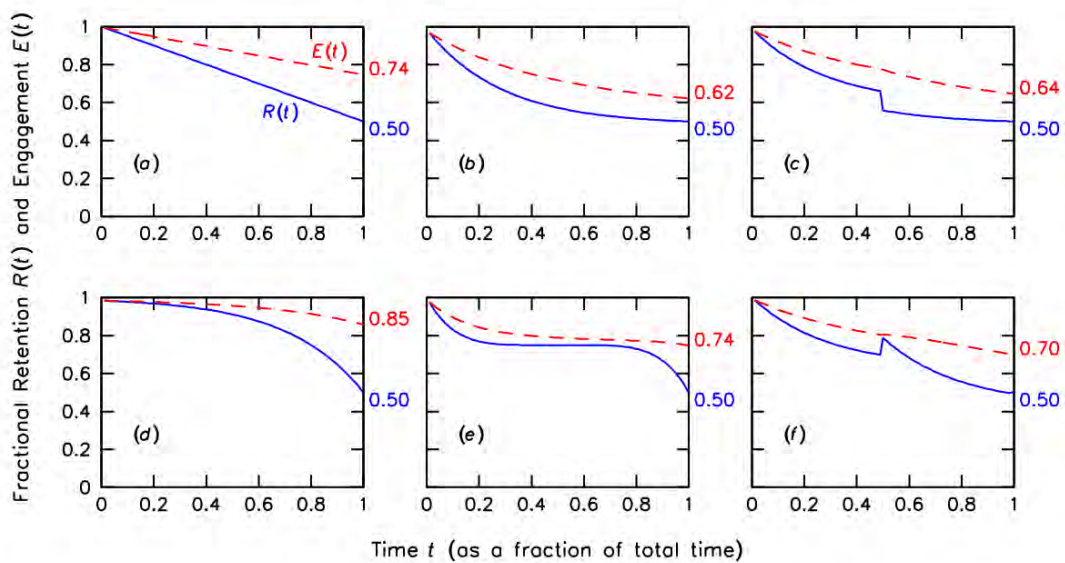 Fractional Retention R(t) and Engagement E(t)
1
0.8
0.6
0.4
0.2
0
E(t)
R(t)
0.74
0.50
(a)
0 0.2 0.4 0.6 0.8 1
0.62
0.50
(b)
0 0.2 0.4 0.6 0.8 1
0.64
0.50
(c)
0 0.2 0.4 0.6 0.8 1
1
0.8
0.6
0.4
0.2
0
0.85
0.50
(d)
0 0.2 0.4 0.6 0.8 1
0.74
0.50
(e)
0 0.2 0.4 0.6 0.8 1
0.70
0.50
(f)
0 0.2 0.4 0.6 0.8 1
Time t (as a fraction of total time)